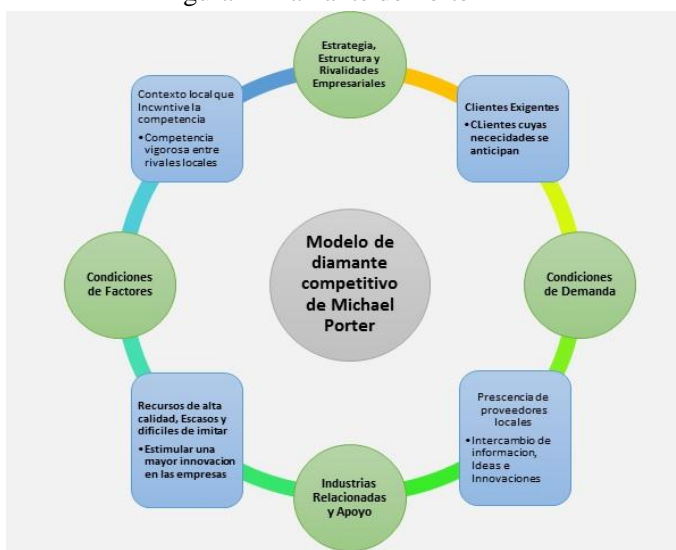 Estrategia,
Estructura y
Rivalidades
Empresariales
Contexto local que
Incwntive la
competencia
•Competencia
vigorosa entre
rivales locales
Clientes Exigentes
•CLientes cuyas
nececidades se
anticipan
Condiciones
de Factores
Modelo de
diamante
competitivo
de Michael
Porter
Condiciones
de Demanda
Recursos de alta
calidad, Escasos y
dificiles de imitar
•Estimular una
mayor innovacion
en las empresas
Prescencia de
proveedores
locales
•Intercambio de
informacion,
Ideas e
Innovaciones
Industrias
Relacionadas
y Apoyo